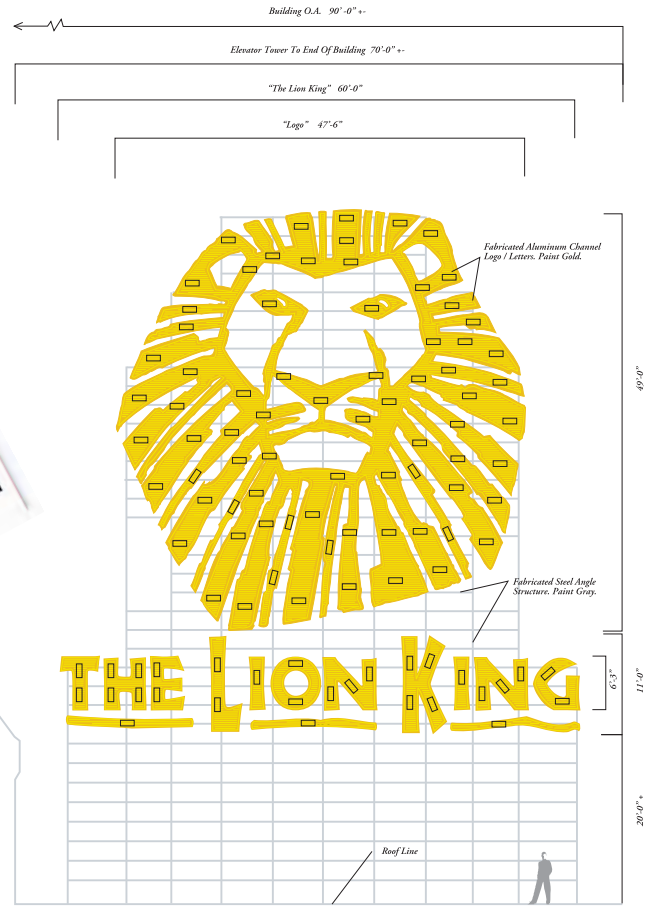 Building O.A. 90' -0" +-
Elevator Tower To End Of Building 70'-0" +-
"The Lion King" 60'-0"
"Logo" 47'-6"
Fabricated Aluminum Channel
Logo / Letters. Paint Gold.
49'-0"
Fabricated Steel Angle
Structure. Paint Gray.
THE LION KING
6'-3"
11'-0"
20'-0" +
Roof Line